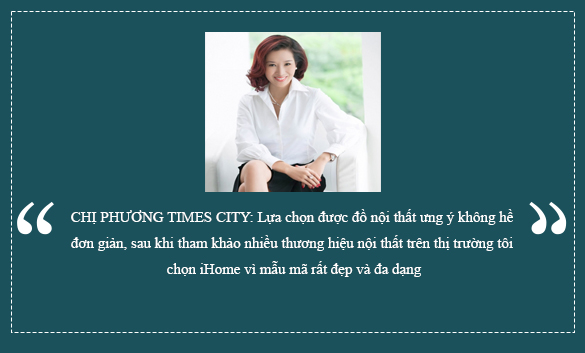 CHỊ PHƯƠNG TIMES CITY: Lựa chọn được đồ nội thất ưng ý không hề
đơn giản, sau khi tham khảo nhiều thương hiệu nội thất trên thị trường tôi
chọn iHome vì mẫu mã rất đẹp và đa dạng